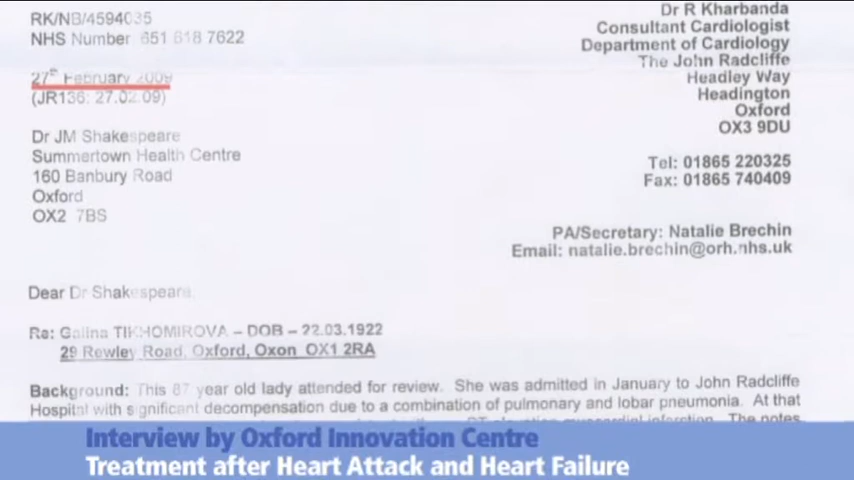 RK/NB/4594035
NHS Number 651 618 7622
27th February 2009
(JR136: 27.02.09)
Dr JM Shakespeare
Summertown Health Centre
160 Banbury Road
Oxford
OX2 7BS
Dr R Kharbanda
Consultant Cardiologist
Department of Cardiology
The John Radcliffe
Headley Way
Headington
Oxford
OX3 9DU
Tel: 01865 220325
Fax: 01865 740409
PA/Secretary: Natalie Brechin
Email: natalie.brechin@orh.nhs.uk
Dear Dr Shakespeare
Re: Galina TIKHOMIROVA – DOB – 22.03.1922
29 Rewley Road, Oxford, Oxon OX1 2RA
Background: This 87 year old lady attended for review. She was admitted in January to John Radcliffe
Hospital with significant decompensation due to a combination of pulmonary and lobar pneumonia. At that
The notes
Interview by Oxford Innovation Centre
Treatment after Heart Attack and Heart Failure